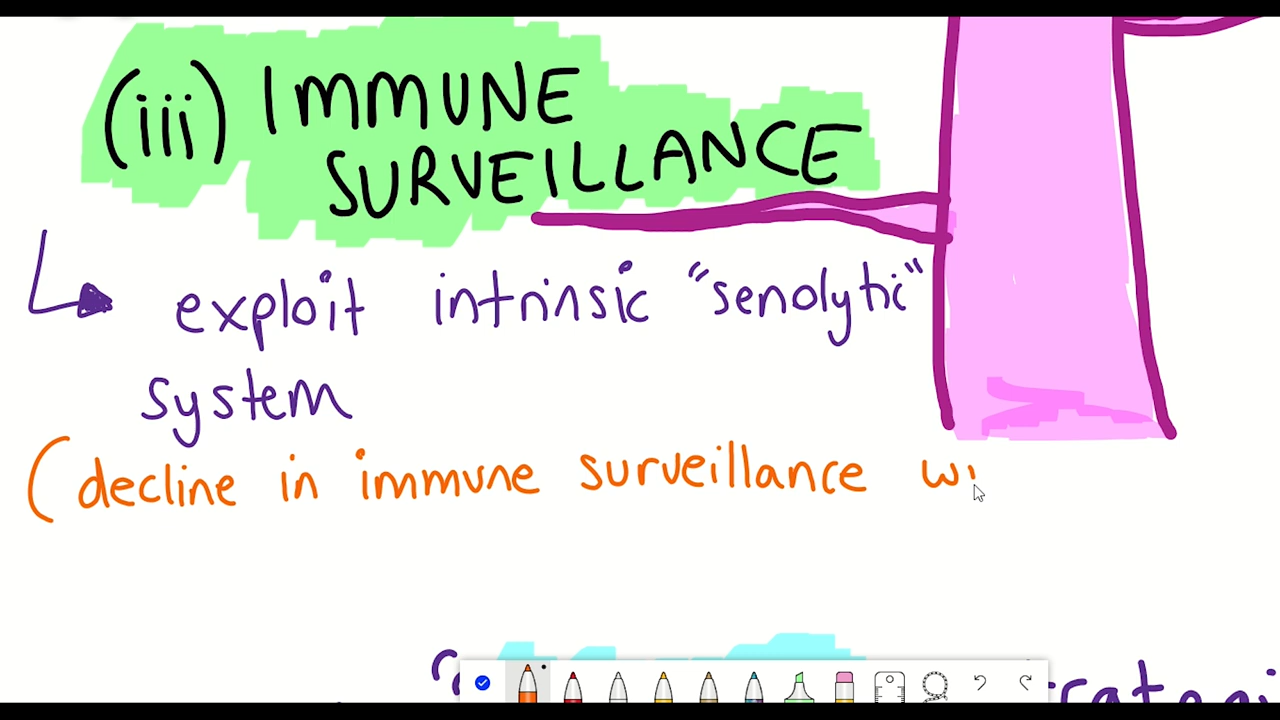 (iii) IMMUNE
SURVEILLANCE
exploit intrinsic "senolytic"
system
(decline in immune surveillance